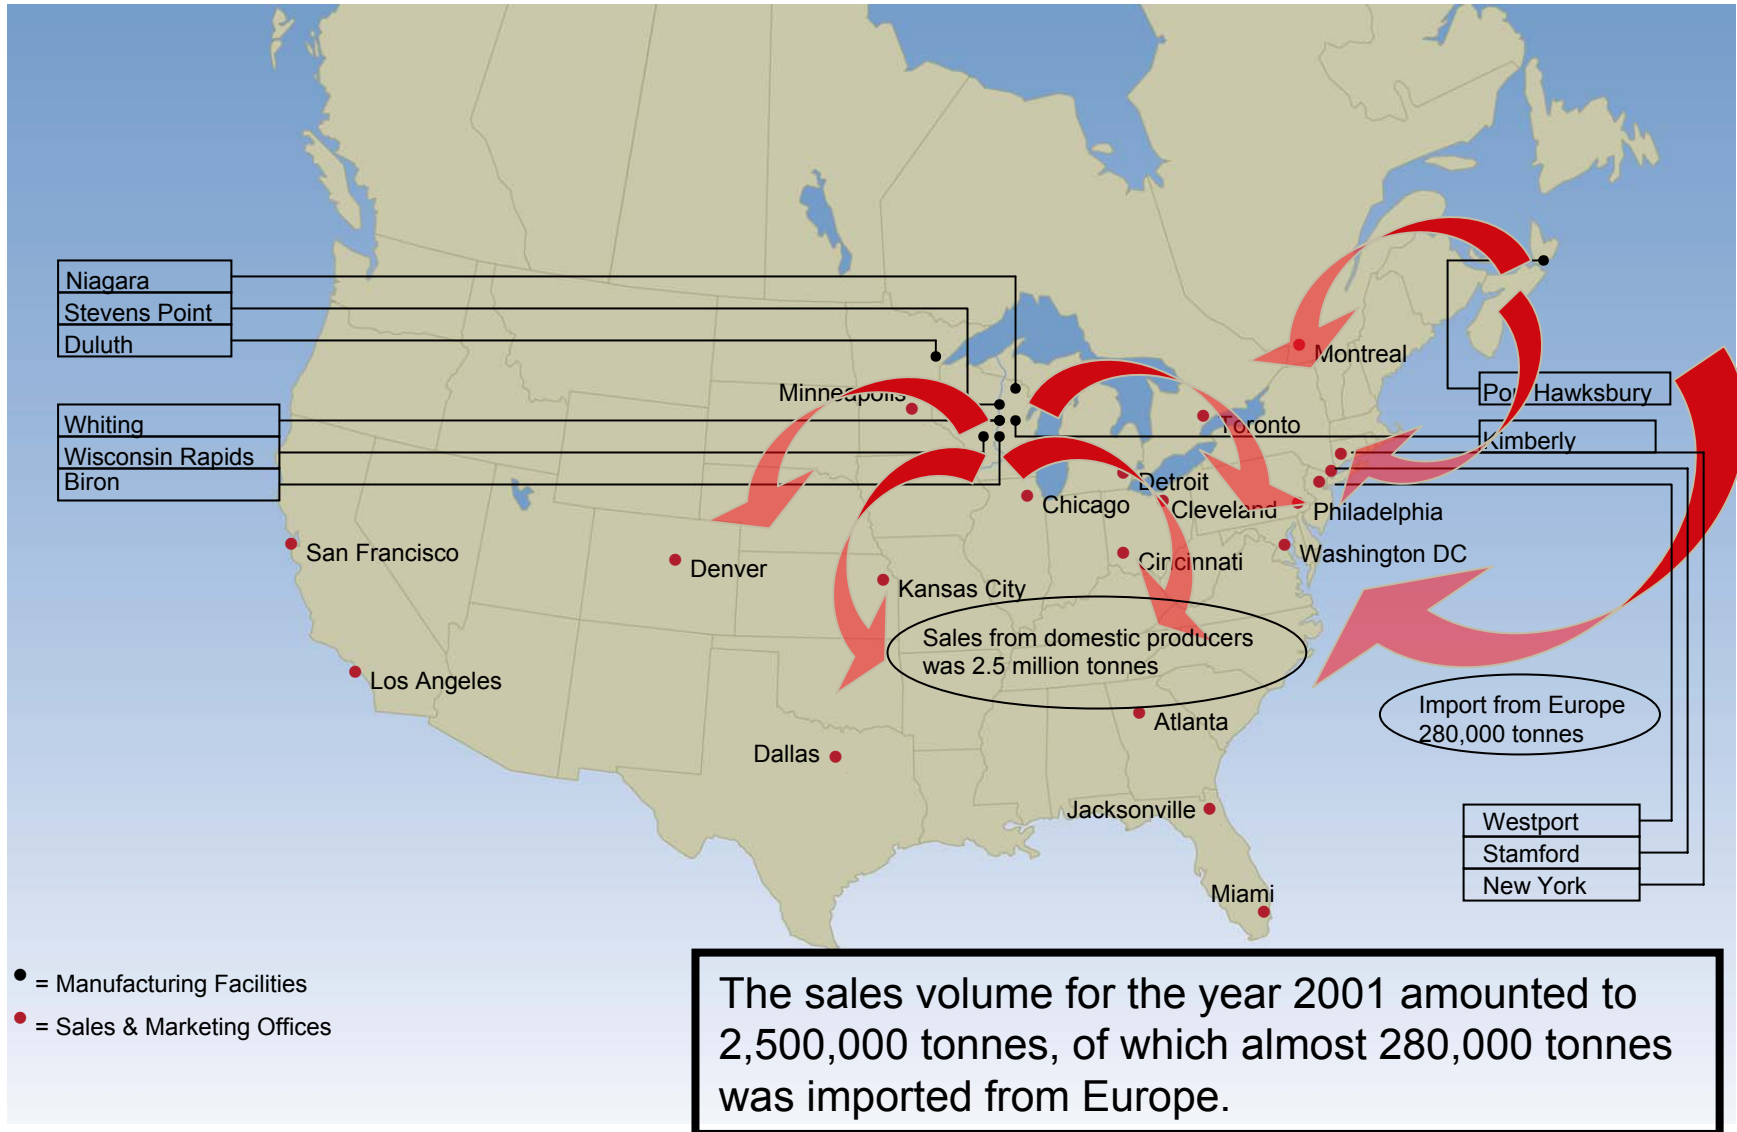 Niagara
Stevens Point
Duluth
Whiting
Wisconsin Rapids
Biron
Minneapolis
Montreal
Port Hawksbury
Kimberly
Toronto
Detroit
Chicago
Cleveland
Philadelphia
San Francisco
Denver
Cincinnati
Washington DC
Kansas City
Sales from domestic producers
was 2.5 million tonnes
Los Angeles
Atlanta
Import from Europe
280,000 tonnes
Dallas
Jacksonville
Westport
Stamford
New York
Miami
= Manufacturing Facilities
= Sales & Marketing Offices
The sales volume for the year 2001 amounted to
2,500,000 tonnes, of which almost 280,000 tonnes
was imported from Europe.